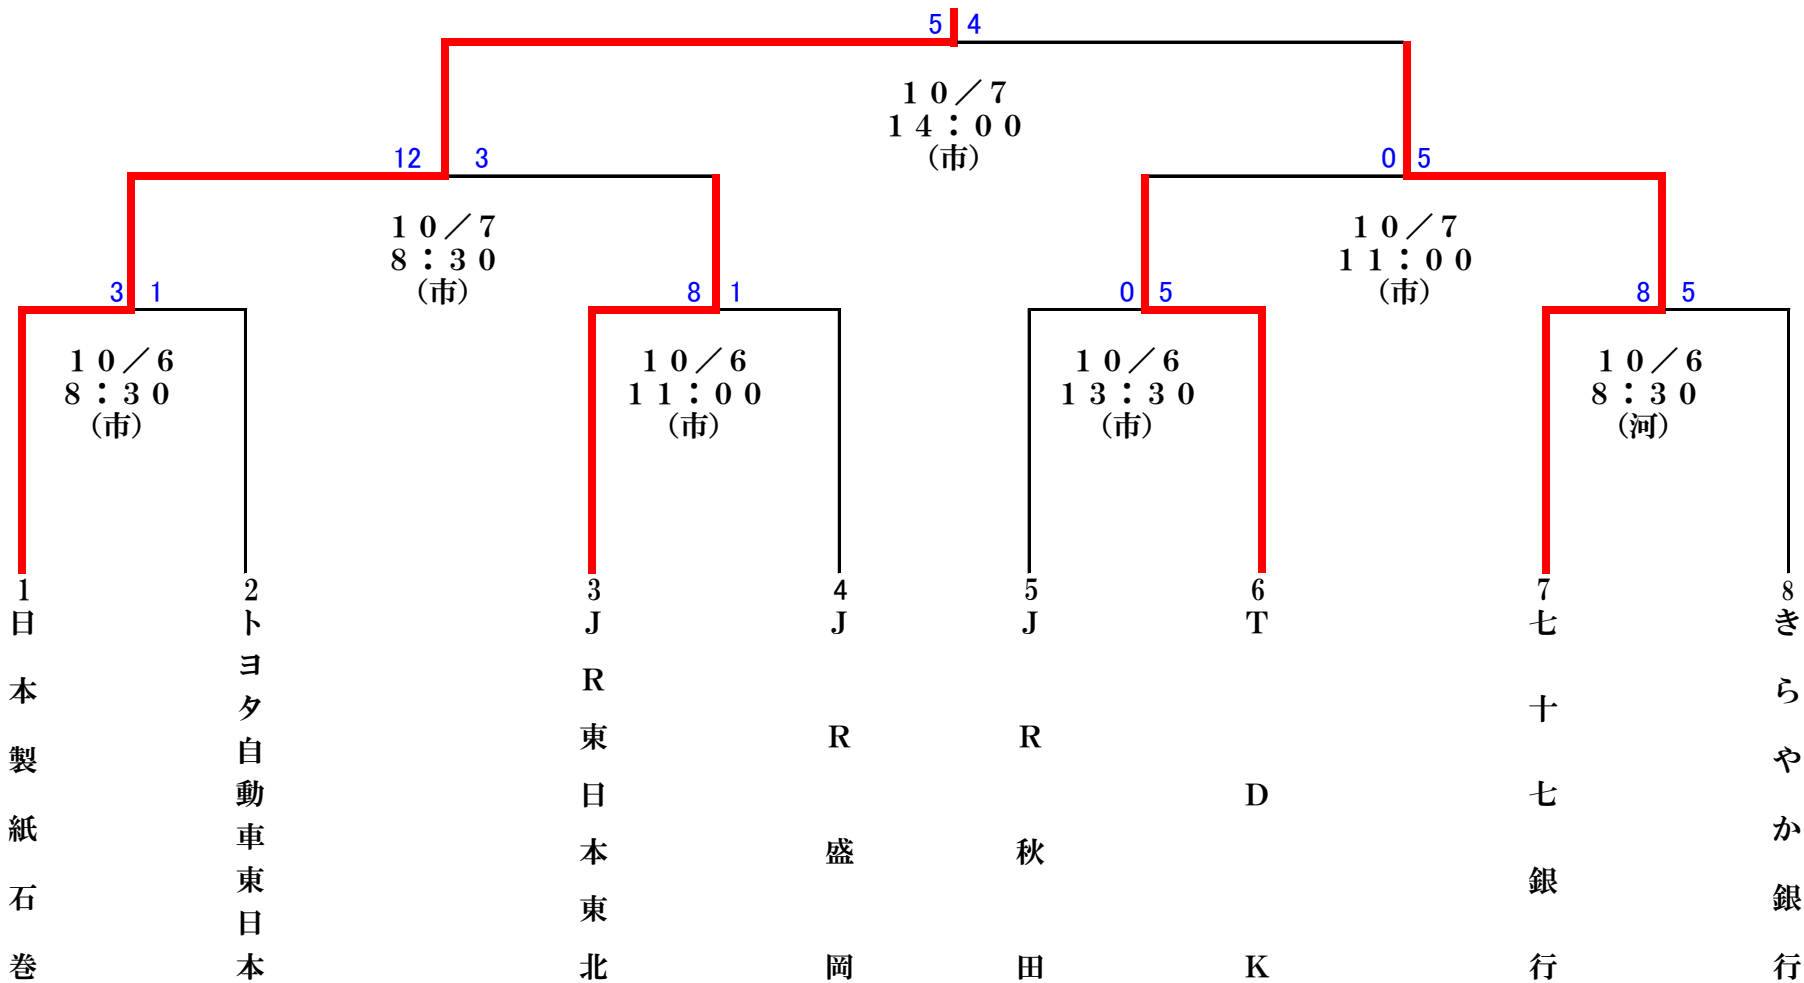 5 4
１０／７
１４：００
（市）
12 3
0 5
１０／７
８：３０
（市）
１０／７
１１：００
（市）
3 1
8 1
0 5
8 5
１０／６
８：３０
（市）
１０／６
１１：００
（市）
１０／６
１３：３０
（市）
１０／６
８：３０
（河）
1
日本製紙石巻
2
トヨタ自動車東日本
3
ＪＲ東日本東北
4
ＪＲ盛岡
5
ＪＲ秋田
6
ＴＤＫ
7
七十七銀行
8
きらやか銀行